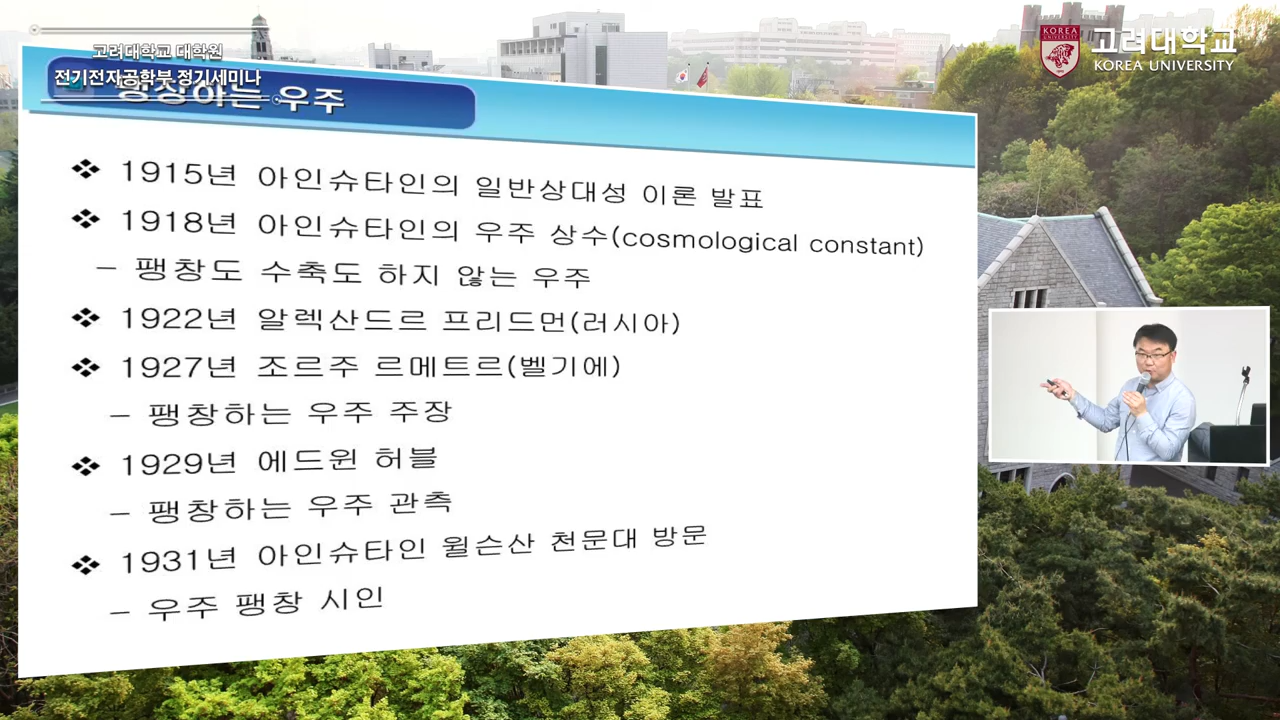 고려대학교 대학원
전기전자공학부 정기세미나
KOREA UNIVERSITY
고려대학교
KOREA UNIVERSITY
팽창하는 우주
❖ 1915년 아인슈타인의 일반상대성 이론 발표
❖ 1918년 아인슈타인의 우주 상수(cosmological constant)
– 팽창도 수축도 하지 않는 우주
❖ 1922년 알렉산드르 프리드먼(러시아)
❖ 1927년 조르주 르메트르(벨기에)
– 팽창하는 우주 주장
❖ 1929년 에드윈 허블
– 팽창하는 우주 관측
❖ 1931년 아인슈타인 윌슨산 천문대 방문
– 우주 팽창 시인